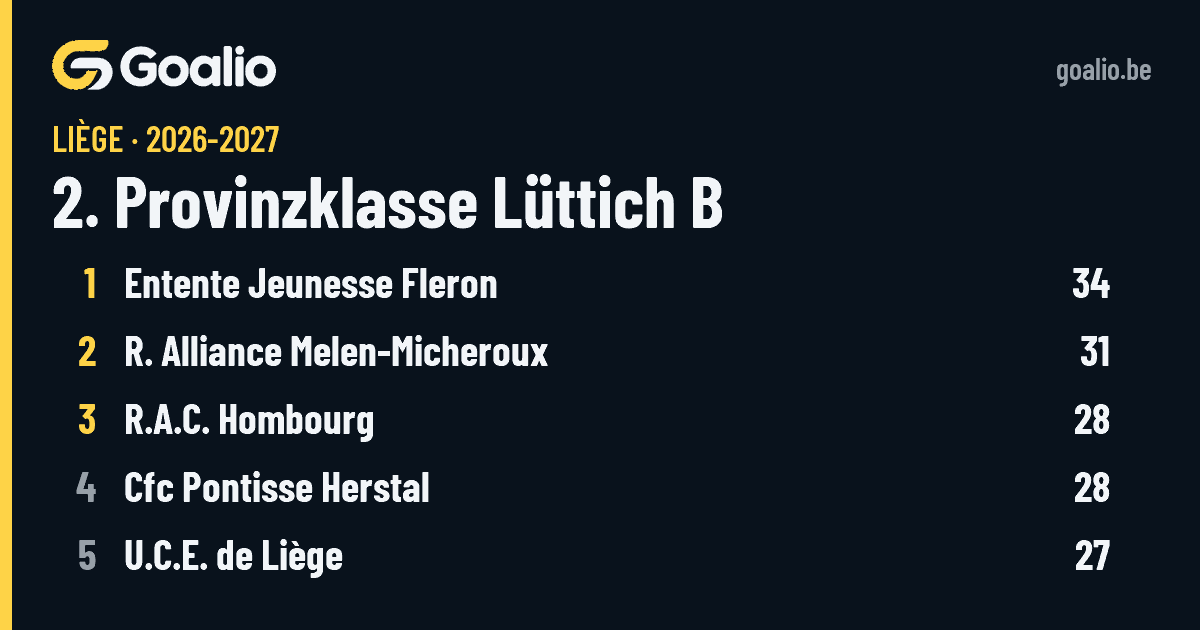 Goalio
goalio.be
LIÈGE · 2026-2027
2. Provinzklasse Lüttich B
1 Entente Jeunesse Fleron 34
2 R. Alliance Melen-Micheroux 31
3 R.A.C. Hombourg 28
4 Cfc Pontisse Herstal 28
5 U.C.E. de Liège 27